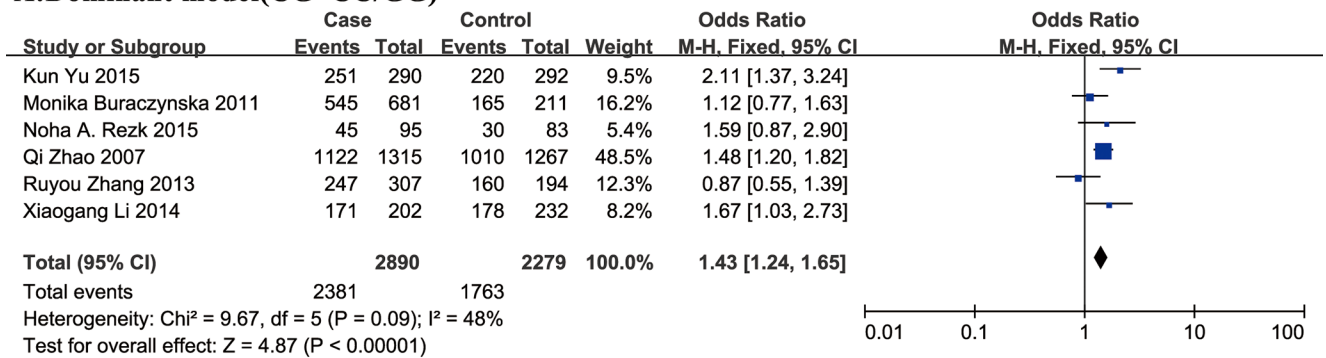 Case Control Odds Ratio Odds Ratio
Study or Subgroup Events Total Events Total Weight M-H, Fixed, 95% CI M-H, Fixed, 95% CI
Kun Yu 2015 251 290 220 292 9.5% 2.11 [1.37, 3.24]
Monika Buraczynska 2011 545 681 165 211 16.2% 1.12 [0.77, 1.63]
Noha A. Rezk 2015 45 95 30 83 5.4% 1.59 [0.87, 2.90]
Qi Zhao 2007 1122 1315 1010 1267 48.5% 1.48 [1.20, 1.82]
Ruyou Zhang 2013 247 307 160 194 12.3% 0.87 [0.55, 1.39]
Xiaogang Li 2014 171 202 178 232 8.2% 1.67 [1.03, 2.73]
Total (95% CI) 2890 2279 100.0% 1.43 [1.24, 1.65]
Total events 2381 1763
Heterogeneity: Chi² = 9.67, df = 5 (P = 0.09); I² = 48%
Test for overall effect: Z = 4.87 (P < 0.00001)
0.01 0.1 1 10 100